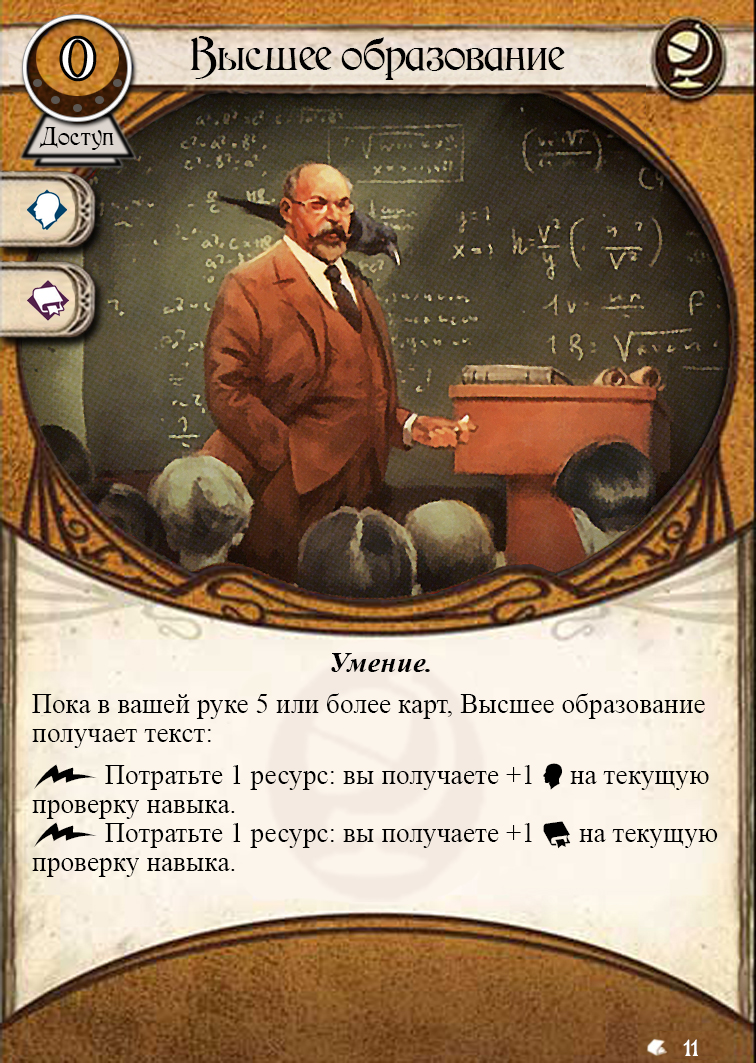 0
Высшее образование
Доступ
Умение.
Пока в вашей руке 5 или более карт, Высшее образование
получает текст:
Потратьте 1 ресурс: вы получаете +1 на текущую
проверку навыка.
Потратьте 1 ресурс: вы получаете +1 на текущую
проверку навыка.
11